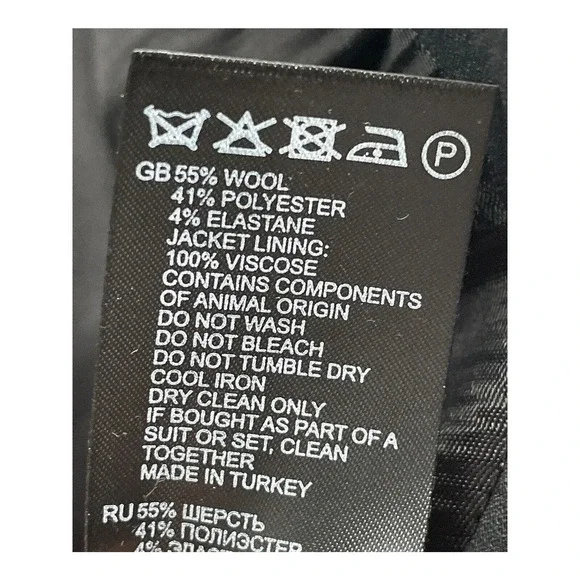 P
GB 55% WOOL
41% POLYESTER
4% ELASTANE
JACKET LINING:
100% VISCOSE
CONTAINS COMPONENTS
OF ANIMAL ORIGIN
DO NOT WASH
DO NOT BLEACH
DO NOT TUMBLE DRY
COOL IRON
DRY CLEAN ONLY
IF BOUGHT AS PART OF A
SUIT OR SET, CLEAN
TOGETHER
MADE IN TURKEY
RU 55% ШЕРСТЬ
41% ПОЛИЭСТЕР
4%